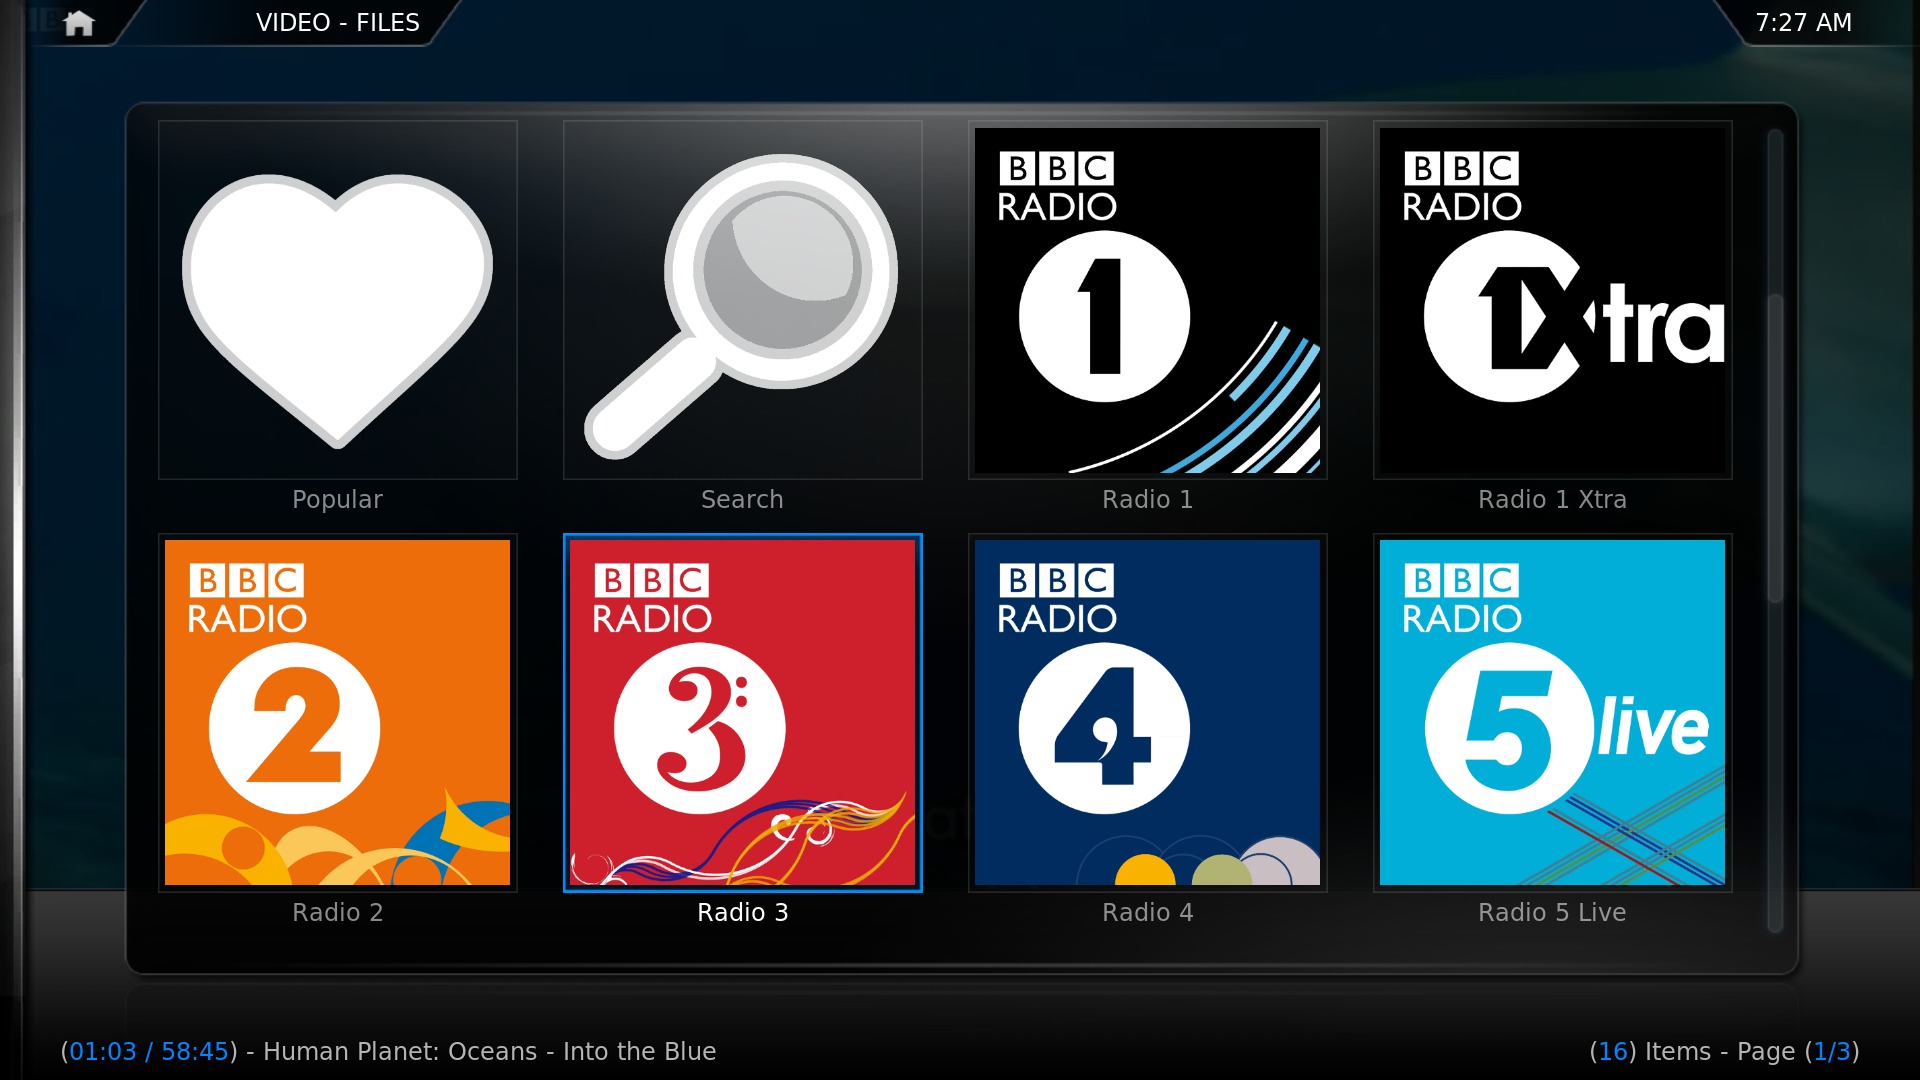 VIDEO - FILES
7:27 AM
BBC
RADIO
1
BBC
RADIO
1Xtra
Popular
Search
Radio 1
Radio 1 Xtra
BBC
RADIO
2
BBC
RADIO
3
BBC
RADIO
4
BBC
RADIO
5 live
Radio 2
Radio 3
Radio 4
Radio 5 Live
(01:03 / 58:45) - Human Planet: Oceans - Into the Blue
(16) Items - Page (1/3)